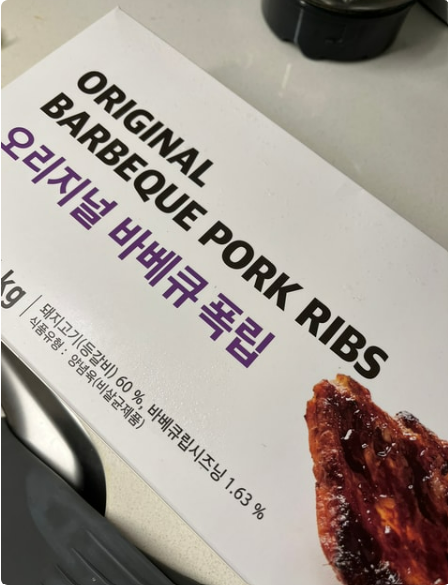 ORIGINAL
BARBEQUE PORK RIBS
오리지널 바베큐 폭립
kg | 돼지고기(등갈비) 60 %, 바베큐립시즈닝 1.63 %
식품유형 : 양념육(비살균제품)